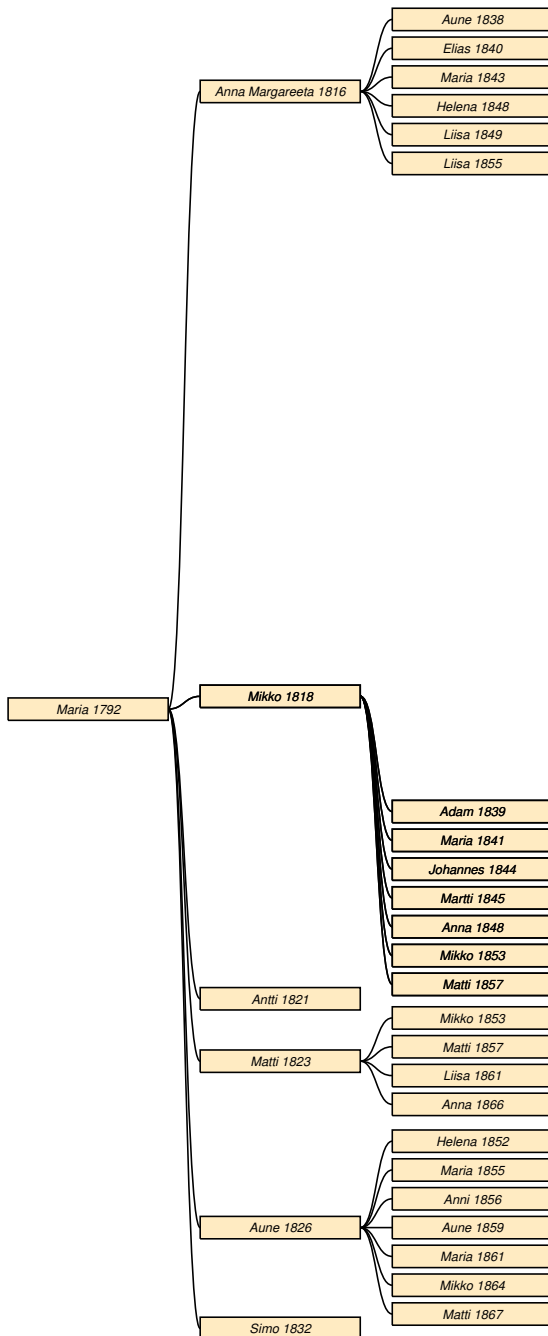 Aune 1838
Elias 1840
Maria 1843
Anna Margareeta 1816
Helena 1848
Liisa 1849
Liisa 1855
Maria 1792
Mikko 1818
Adam 1839
Maria 1841
Johannes 1844
Martti 1845
Anna 1848
Mikko 1853
Matti 1857
Antti 1821
Mikko 1853
Matti 1857
Matti 1823
Liisa 1861
Anna 1866
Helena 1852
Maria 1855
Anni 1856
Aune 1826
Aune 1859
Maria 1861
Mikko 1864
Matti 1867
Simo 1832